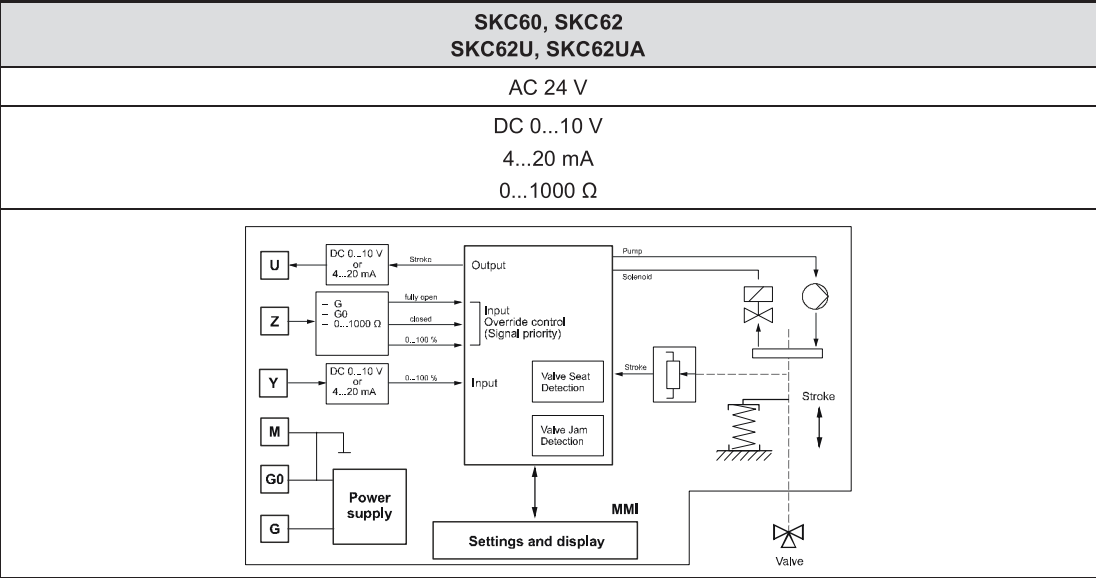 SKC60, SKC62
SKC62U, SKC62UA
AC 24 V
DC 0...10 V
4...20 mA
0...1000 Ω
U
DC 0...10 V
or
4...20 mA
Stroke
Output
Pump
Solenoid
Z
– G
– G0
– 0...1000 Ω
fully open
closed
0...100 %
Input
Override control
(Signal priority)
Y
DC 0...10 V
or
4...20 mA
0...100 %
Input
Valve Seat
Detection
Stroke
Stroke
Valve Jam
Detection
M
G0
G
Power
supply
MMI
Settings and display
Valve